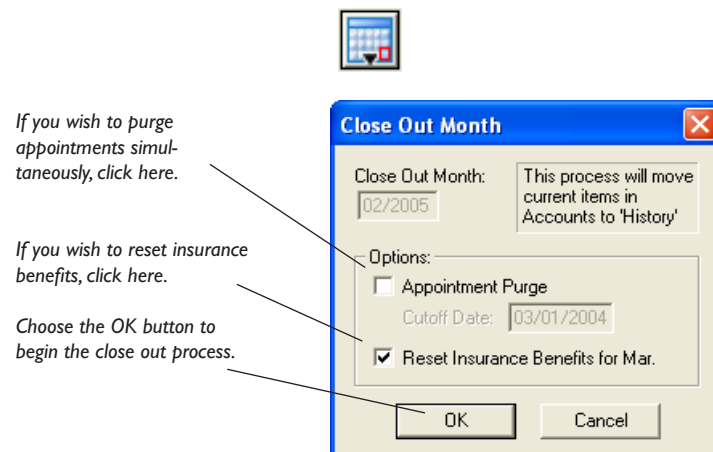 If you wish to purge
appointments simul-
taneously, click here.
If you wish to reset insurance
benefits, click here.
Choose the OK button to
begin the close out process.
Close Out Month
Close Out Month:
02/2005
This process will move
current items in
Accounts to 'History'
Options:
Appointment Purge
Cutoff Date: 03/01/2004
Reset Insurance Benefits for Mar.
OK Cancel